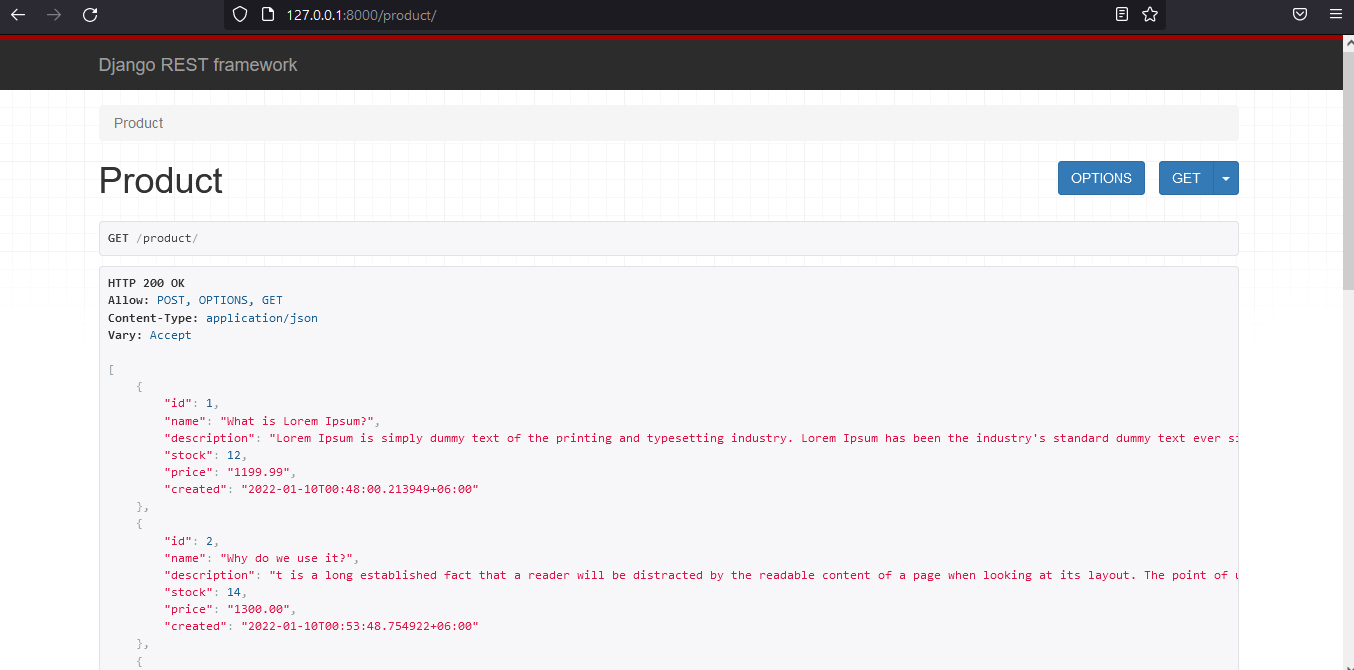 127.0.0.1:8000/product/
Django REST framework
Product
Product
OPTIONS
GET
GET /product/
HTTP 200 OK
Allow: POST, OPTIONS, GET
Content-Type: application/json
Vary: Accept
[
{
"id": 1,
"name": "What is Lorem Ipsum?",
"description": "Lorem Ipsum is simply dummy text of the printing and typesetting industry. Lorem Ipsum has been the industry's standard dummy text ever si
"stock": 12,
"price": "1199.99",
"created": "2022-01-10T00:48:00.213949+06:00"
},
{
"id": 2,
"name": "Why do we use it?",
"description": "t is a long established fact that a reader will be distracted by the readable content of a page when looking at its layout. The point of u
"stock": 14,
"price": "1300.00",
"created": "2022-01-10T00:53:48.754922+06:00"
},
{